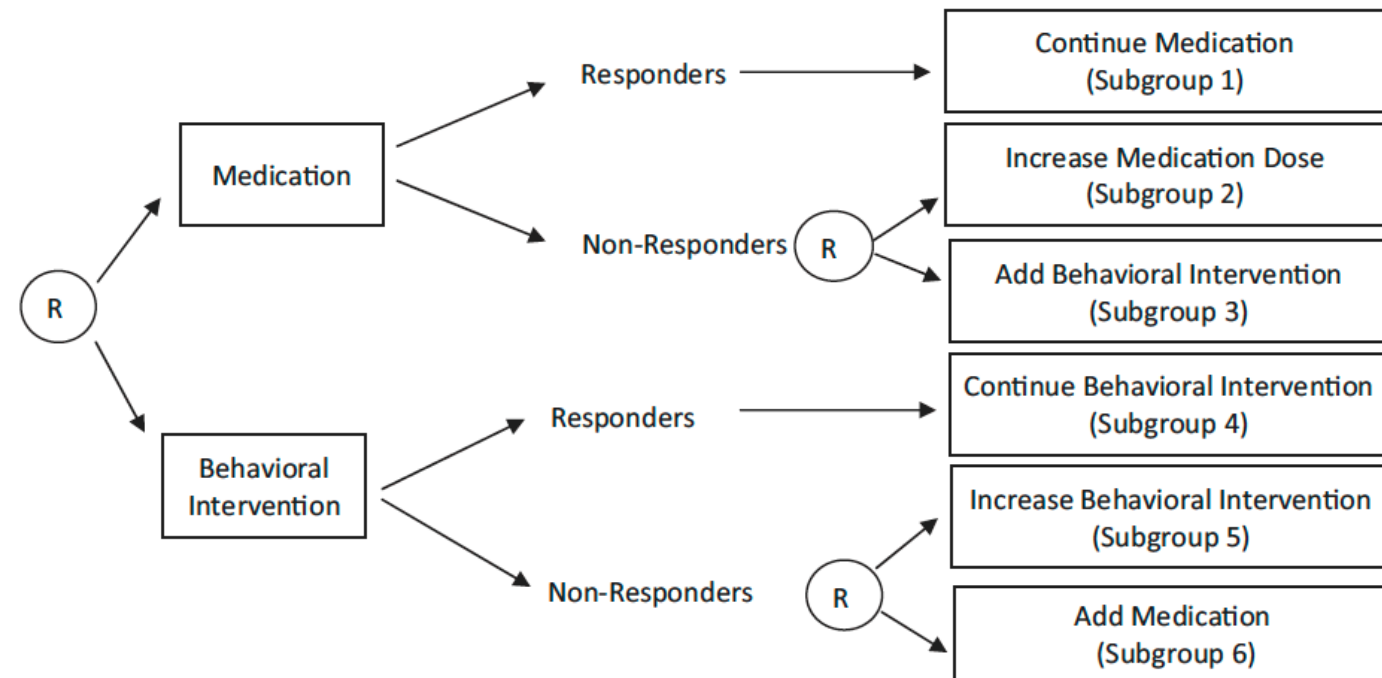 R
Medication
Behavioral
Intervention
Responders
Non-Responders
R
Responders
Non-Responders
R
Continue Medication
(Subgroup 1)
Increase Medication Dose
(Subgroup 2)
Add Behavioral Intervention
(Subgroup 3)
Continue Behavioral Intervention
(Subgroup 4)
Increase Behavioral Intervention
(Subgroup 5)
Add Medication
(Subgroup 6)